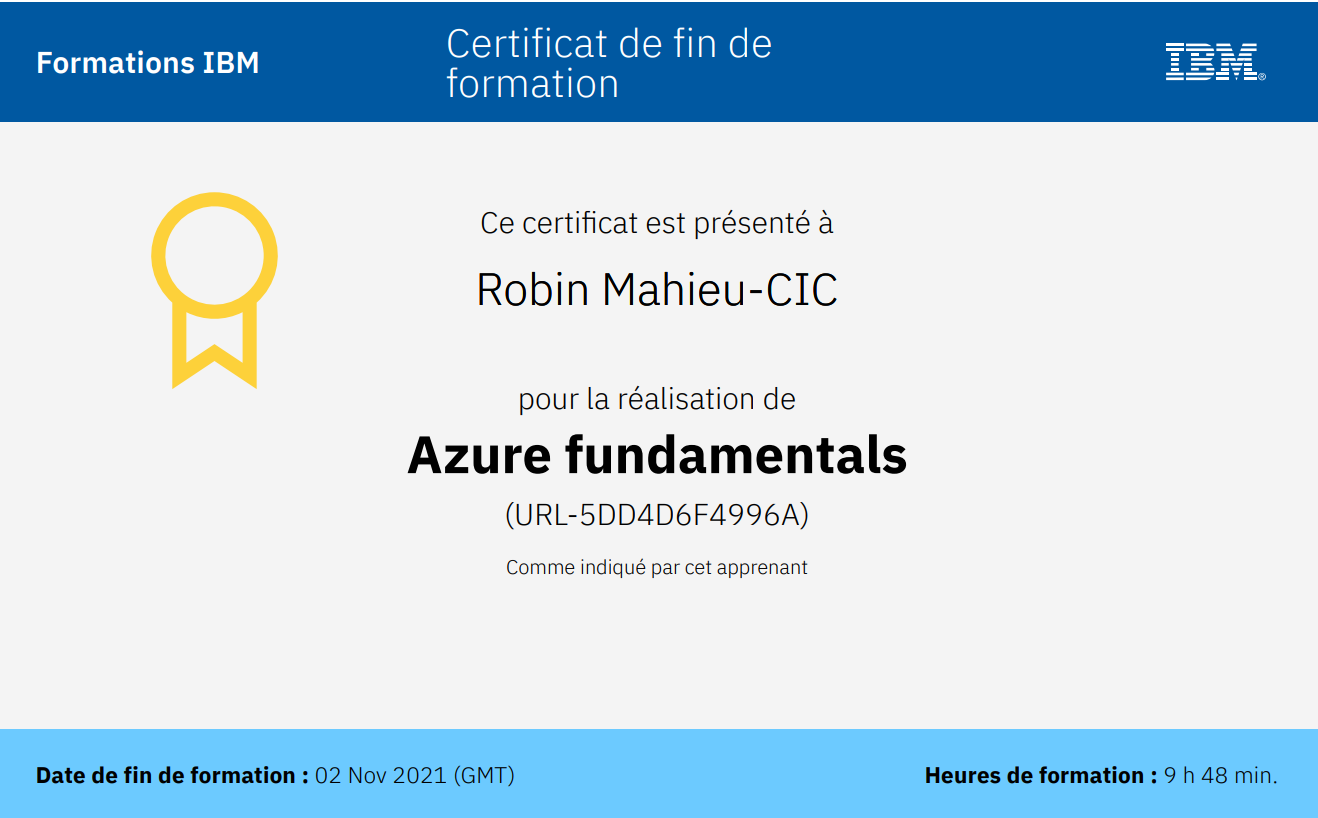 Formations IBM
Certificat de fin de
formation
IBM®
Ce certificat est présenté à
Robin Mahieu-CIC
pour la réalisation de
Azure fundamentals
(URL-5DD4D6F4996A)
Comme indiqué par cet apprenant
Date de fin de formation : 02 Nov 2021 (GMT)
Heures de formation : 9 h 48 min.